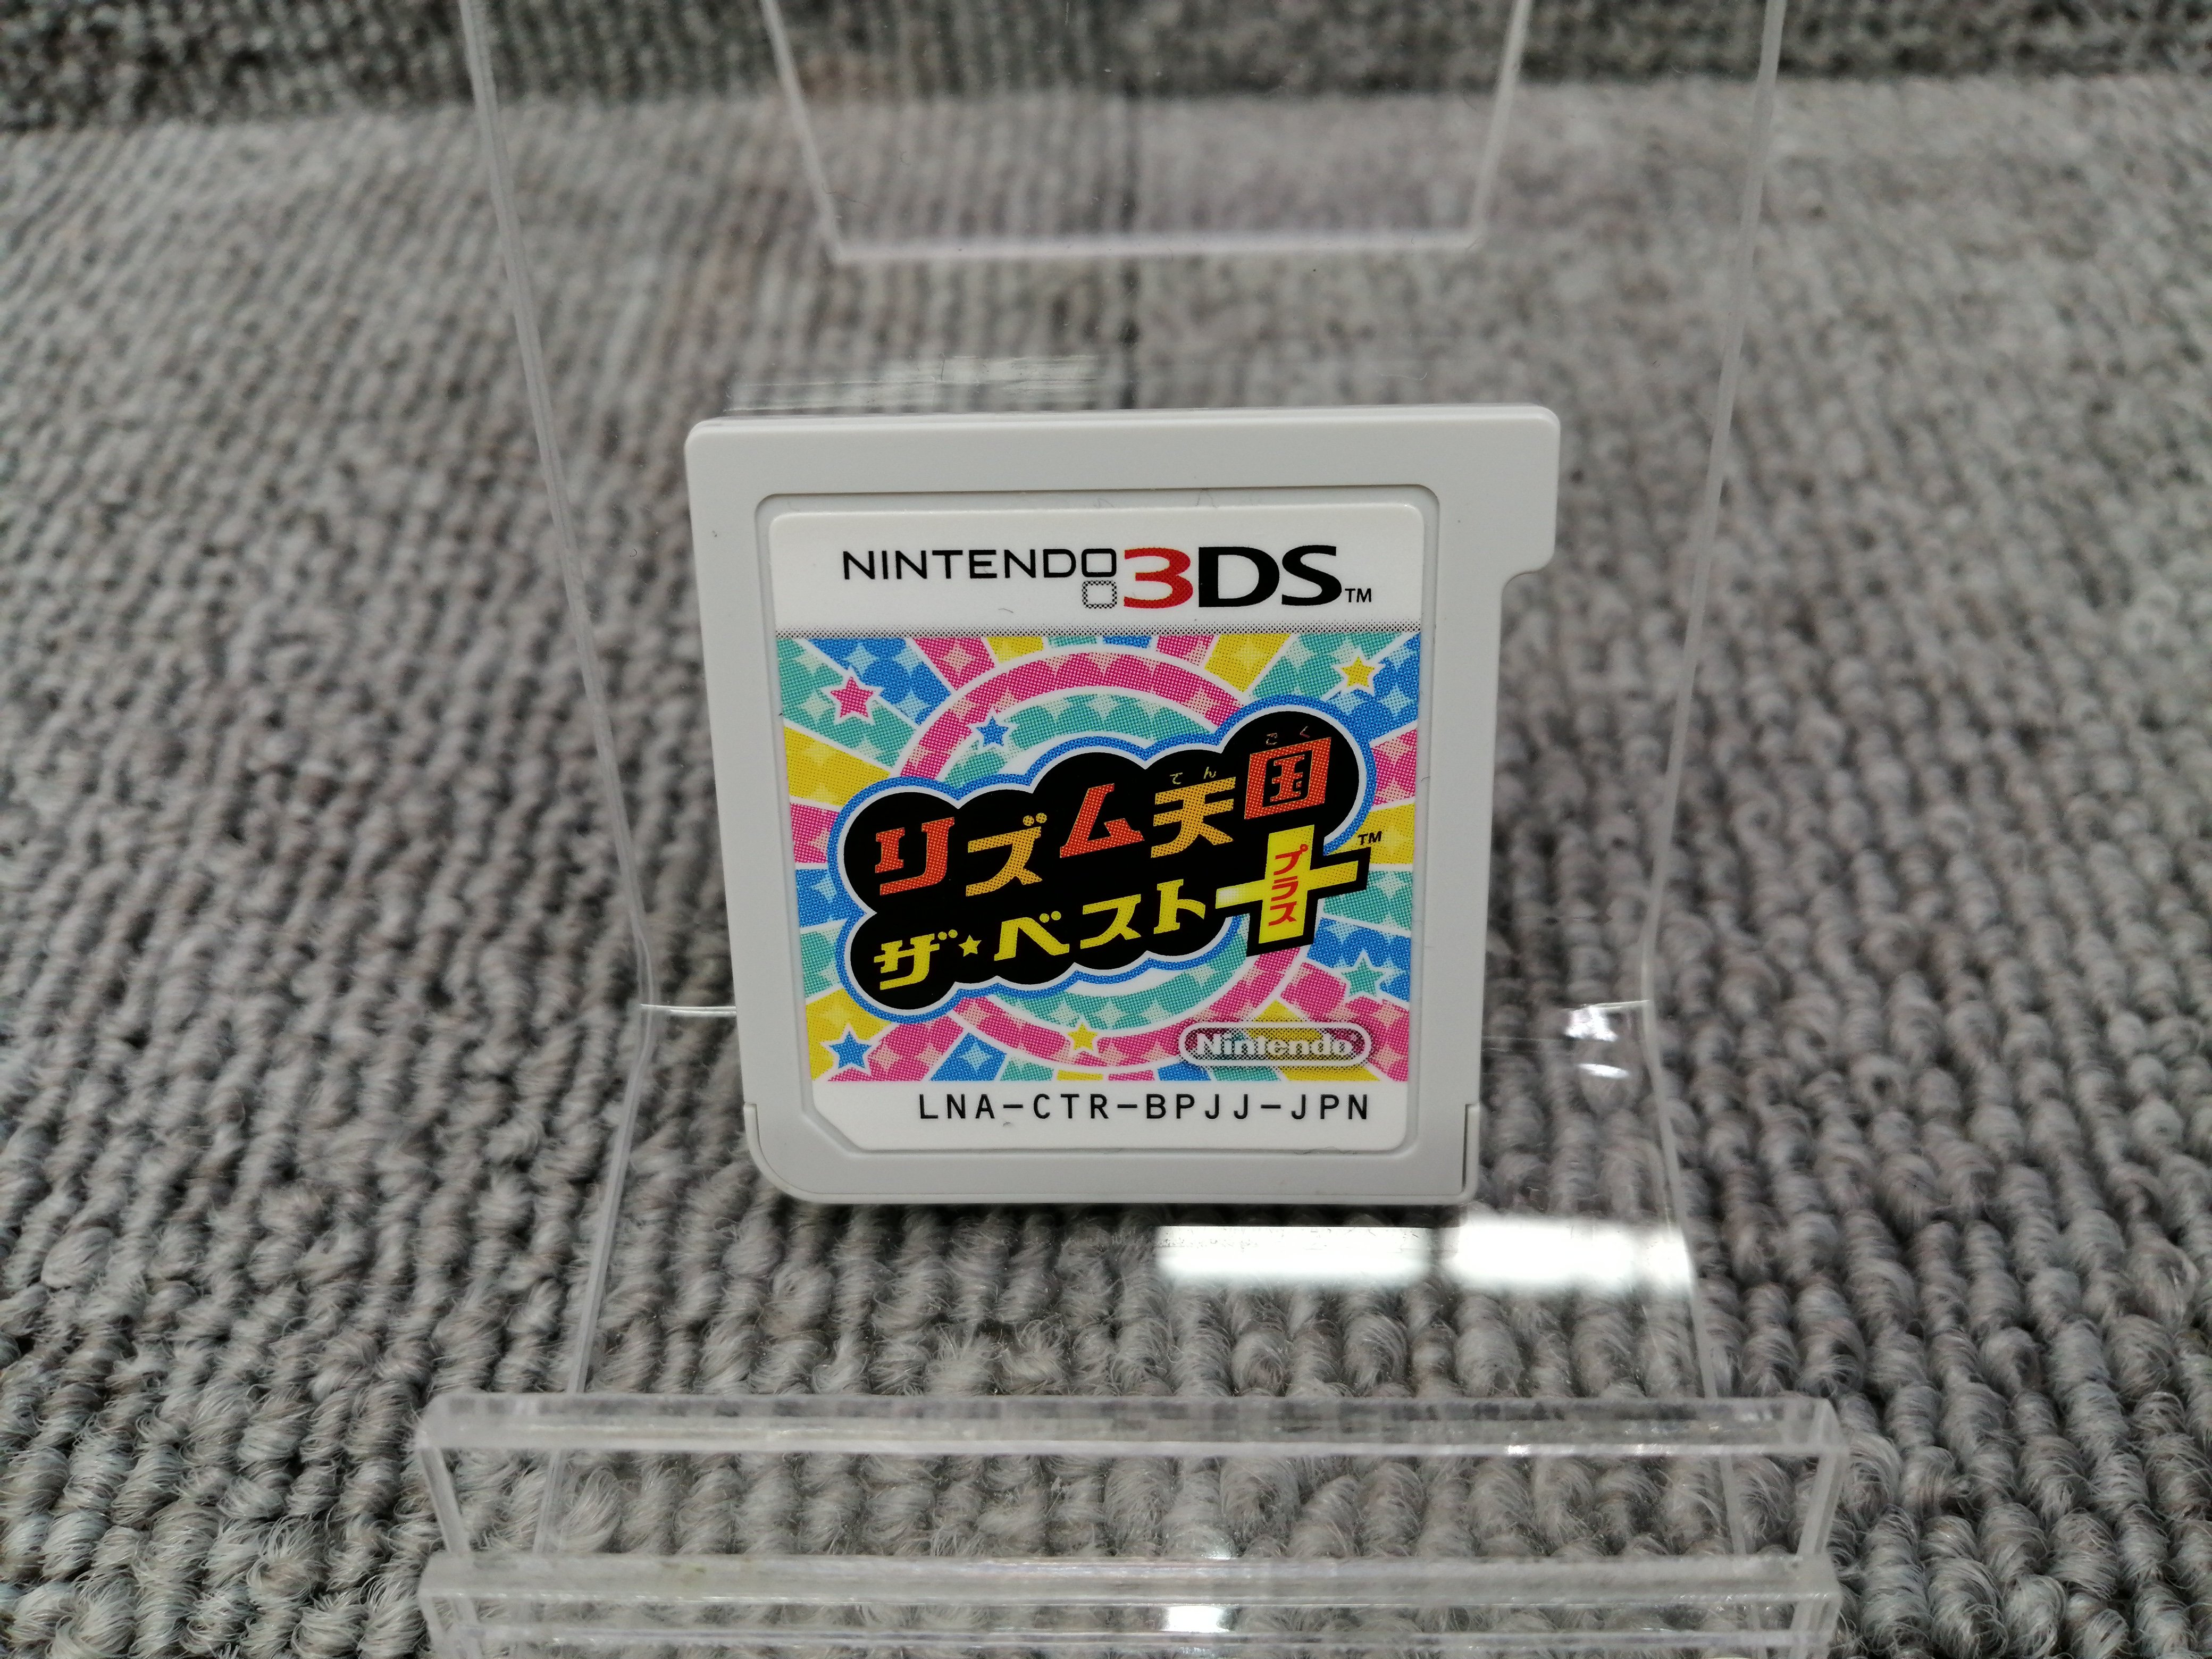 NINTENDO 3DS™
てん ごく
リズム天国
ザ★ベスト+ ™
プラス
Nintendo
LNA-CTR-BPJJ-JPN